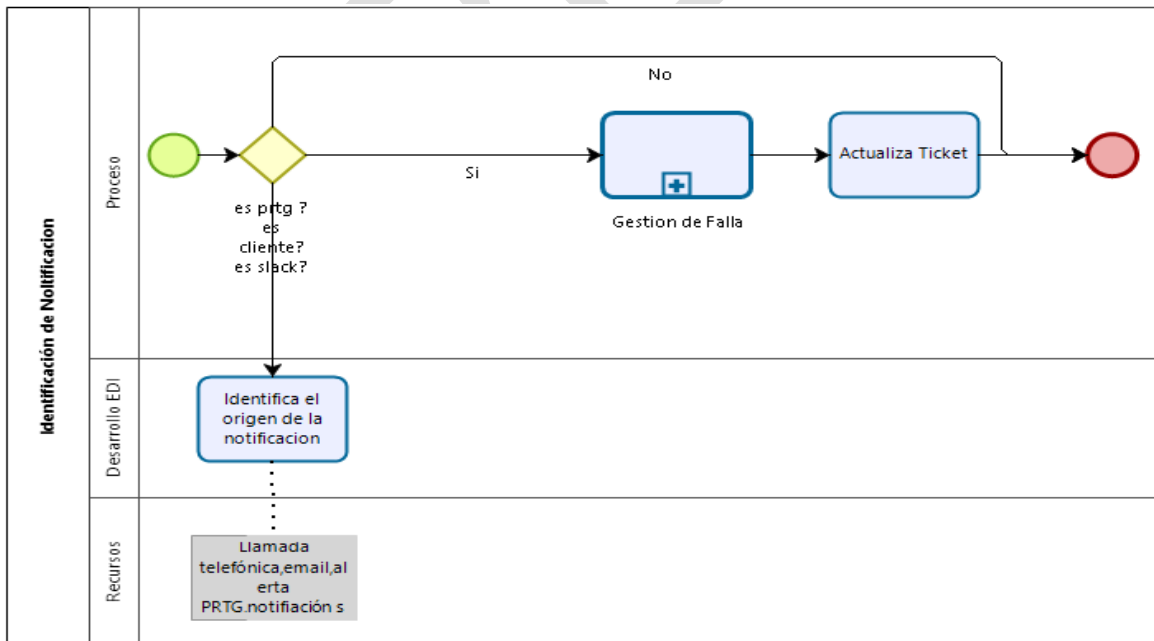 Identificación de Noltificacion
Proceso
No
Si
es prtg ?
es
cliente?
es slack?
Gestion de Falla
Actualiza Ticket
Desarrollo EDI
Identifica el
origen de la
notificacion
Recursos
Llamada
telefónica,email,al
erta
PRTG.notifiación s